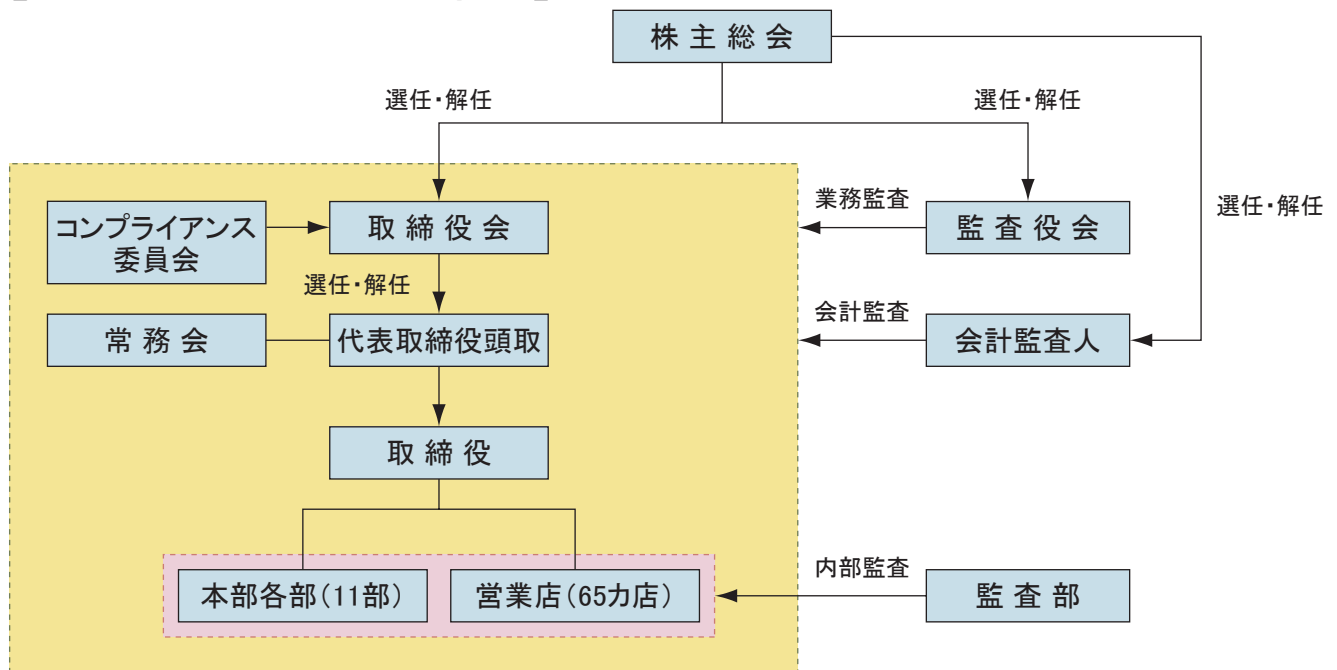 株主総会
選任・解任
選任・解任
コンプライアンス
委員会
取締役会
業務監査
監査役会
選任・解任
選任・解任
常務会
代表取締役頭取
会計監査
会計監査人
取締役
本部各部(11部)
営業店(65カ店)
内部監査
監査部